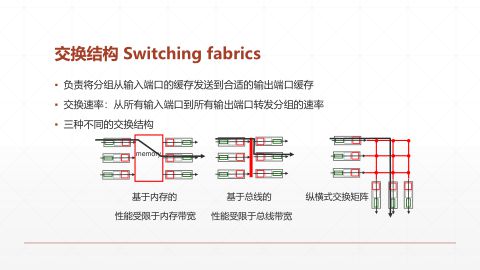 交换结构 Switching fabrics
• 负责将分组从输入端口的缓存发送到合适的输出端口缓存
• 交换速率：从所有输入端口到所有输出端口转发分组的速率
• 三种不同的交换结构
memory
基于内存的
性能受限于内存带宽
基于总线的
性能受限于总线带宽
纵横式交换矩阵